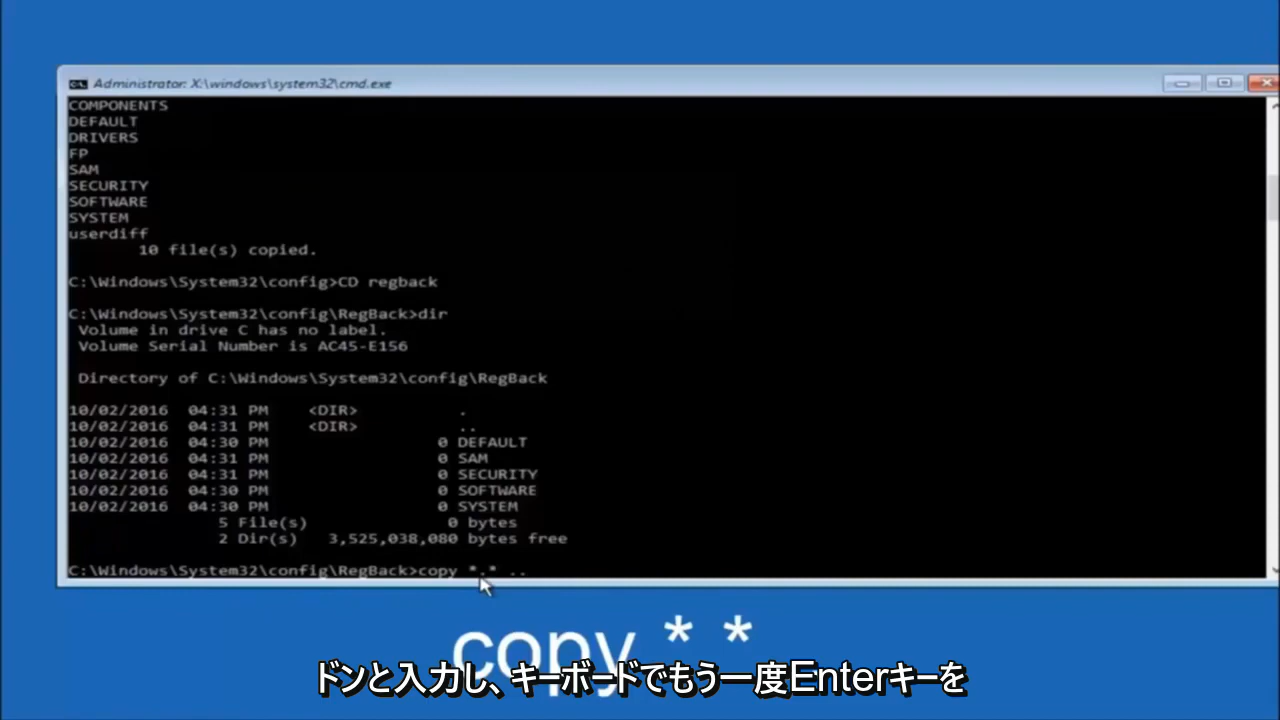 Administrator: X:\windows\system32\cmd.exe
COMPONENTS
DEFAULT
DRIVERS
FP
SAM
SECURITY
SOFTWARE
SYSTEM
userdiff
10 file(s) copied.
C:\Windows\System32\config>CD regback
C:\Windows\System32\config\RegBack>dir
Volume in drive C has no label.
Volume Serial Number is AC45-E156
Directory of C:\Windows\System32\config\RegBack
10/02/2016 04:31 PM <DIR> .
10/02/2016 04:31 PM <DIR> ..
10/02/2016 04:30 PM 0 DEFAULT
10/02/2016 04:31 PM 0 SAM
10/02/2016 04:31 PM 0 SECURITY
10/02/2016 04:30 PM 0 SOFTWARE
10/02/2016 04:30 PM 0 SYSTEM
5 File(s) 0 bytes
2 Dir(s) 3,525,038,080 bytes free
C:\Windows\System32\config\RegBack>copy *.* ..
copy * *
ドンと入力し、キーボードでもう一度Enterキーを